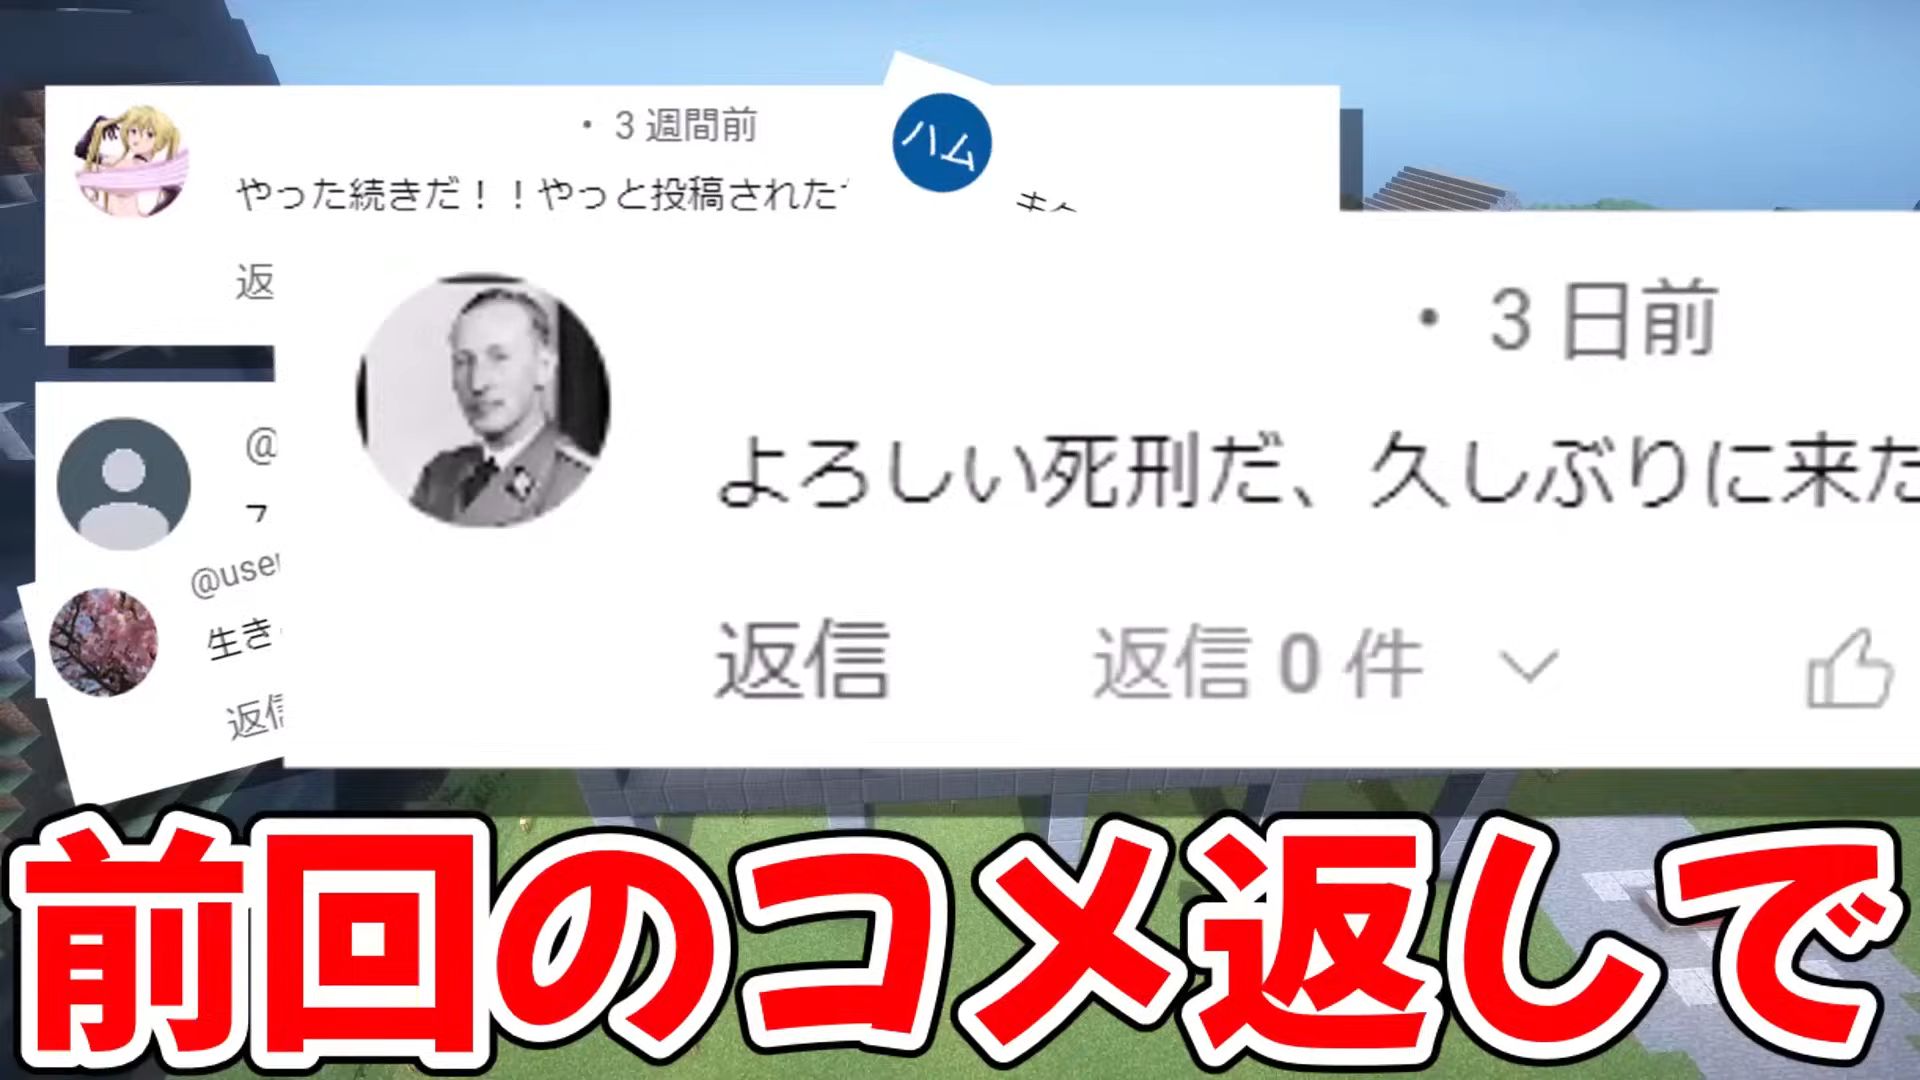 ・3 週間前
やった続きだ！！やっと投稿された
返
ハム
・3 日前
よろしい死刑だ、久しぶりに来た
返信
返信 0 件
@
@user
生き
返信
前回のコメ返しで